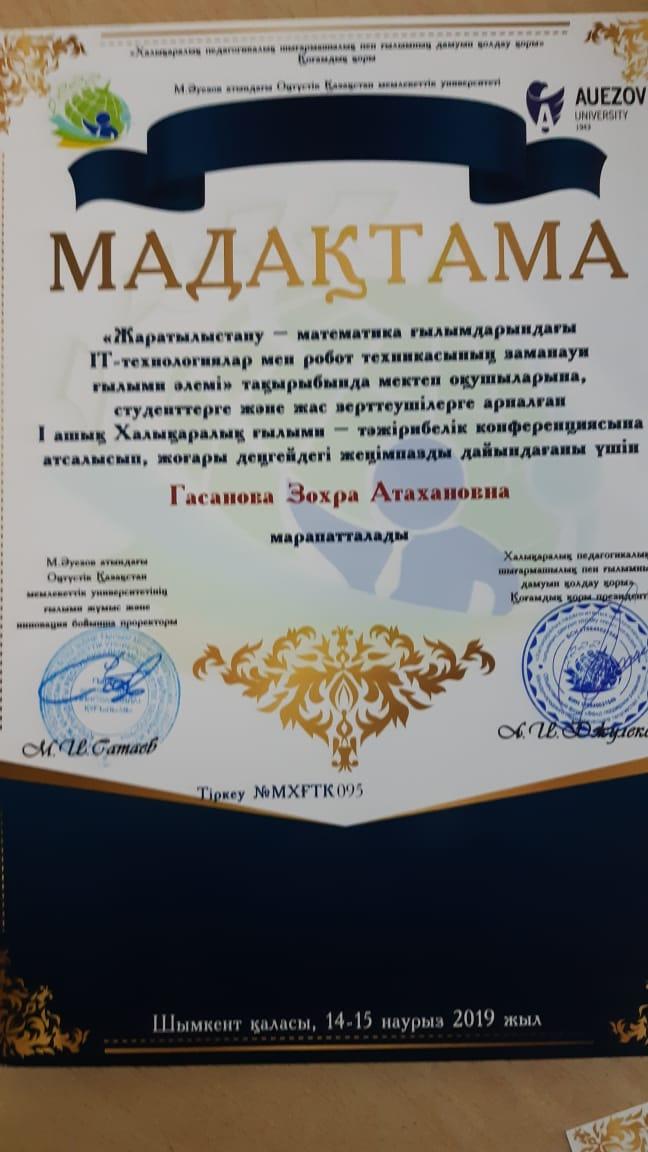 «Халықаралық педагогикалық шығармашылық пен ғылымның дамуын қолдау қоры»
Қоғамдық қоры
М.Әуезов атындағы Оңтүстік Қазақстан мемлекеттік университеті
AUEZOV
UNIVERSITY
1943
МАДАҚТАМА
«Жаратылыстану – математика ғылымдарындағы
ІТ-технологиялар мен робот техникасының заманауи
ғылыми әлемі» тақырыбында мектеп оқушыларына,
студенттерге және жас зерттеушілерге арналған
І ашық Халықаралық ғылыми – тәжірибелік конференциясына
атсалысып, жоғары деңгейдегі жеңімпазды дайындағаны үшін
Гасанова Зохра Атахановна
марапатталады
М.Әуезов атындағы
Оңтүстік Қазақстан
мемлекеттік университетінің
ғылыми жұмыс және
инновация бойынша проректоры
М.И.Сатаев
Халықаралық педагогикалық
шығармашылық пен ғылымның
дамуын қолдау қоры»
Қоғамдық қоры президенті
А.И.Джулека
Тіркеу №МХҒТК095
Шымкент қаласы, 14-15 наурыз 2019 жыл